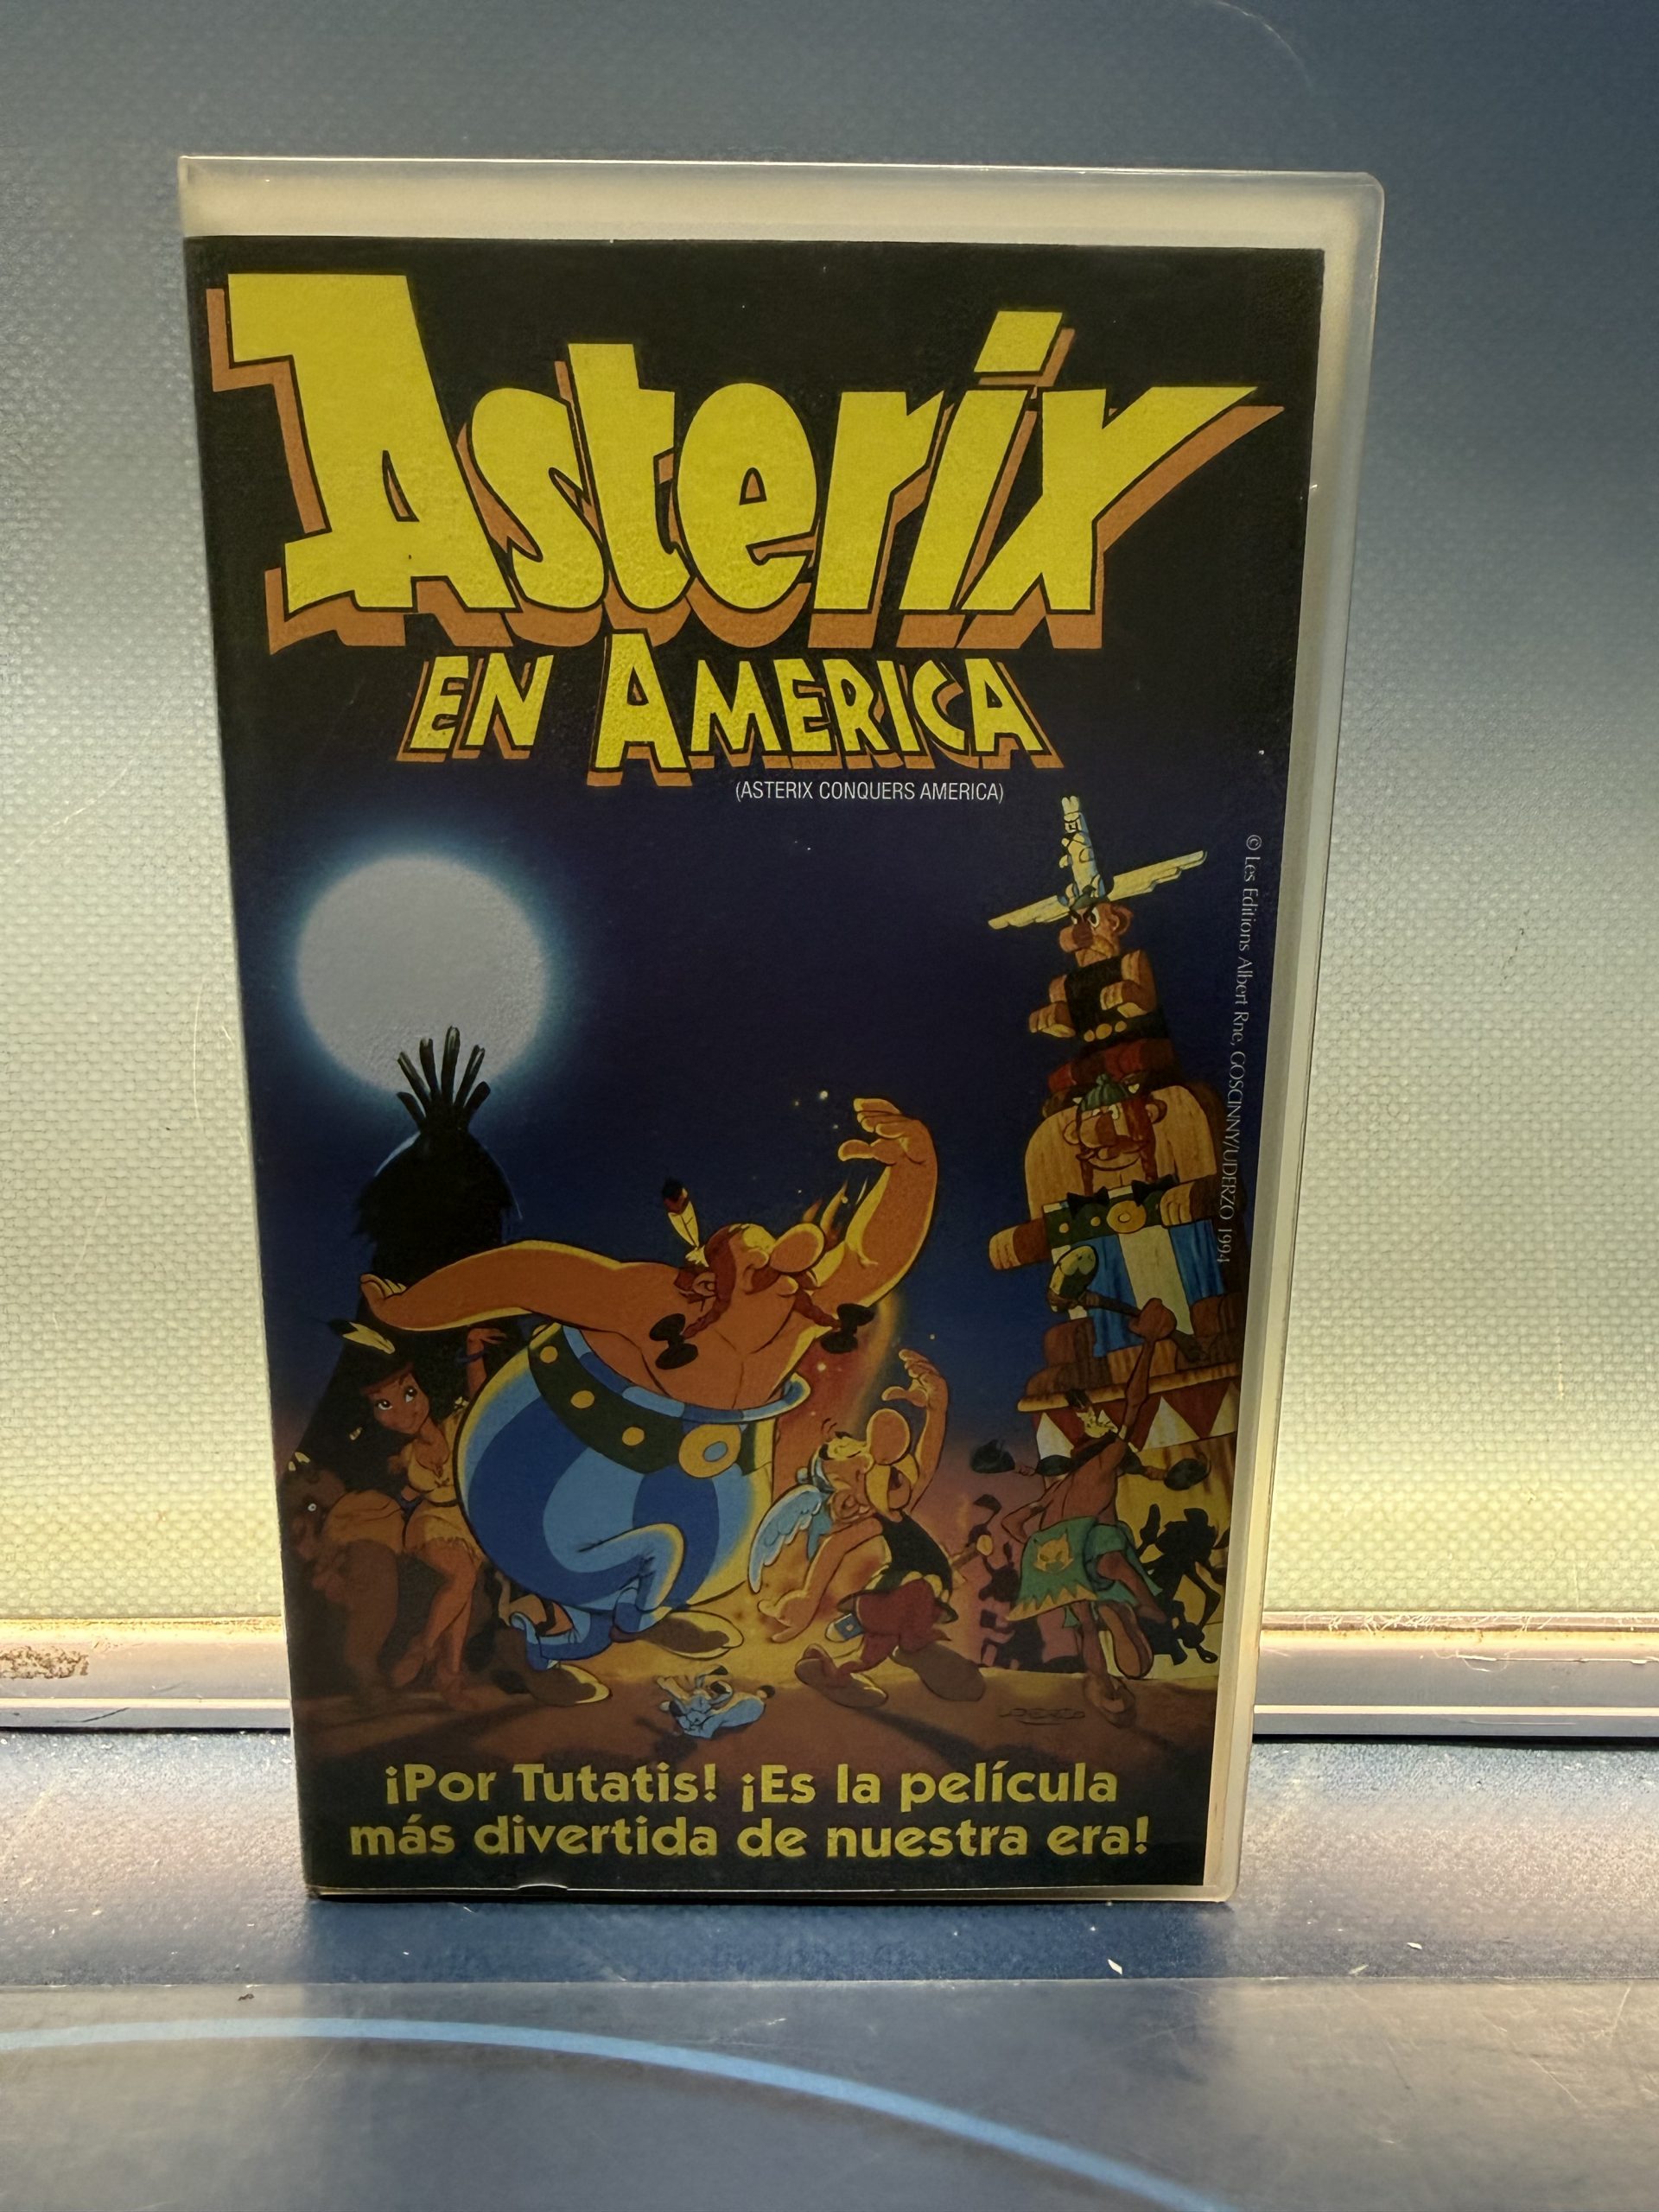 Asterix
EN AMERICA
(ASTERIX CONQUERS AMERICA)
© Les Editions Albert Rne, GOSCINNY/UDERZO 1994
¡Por Tutatis! ¡Es la película
más divertida de nuestra era!